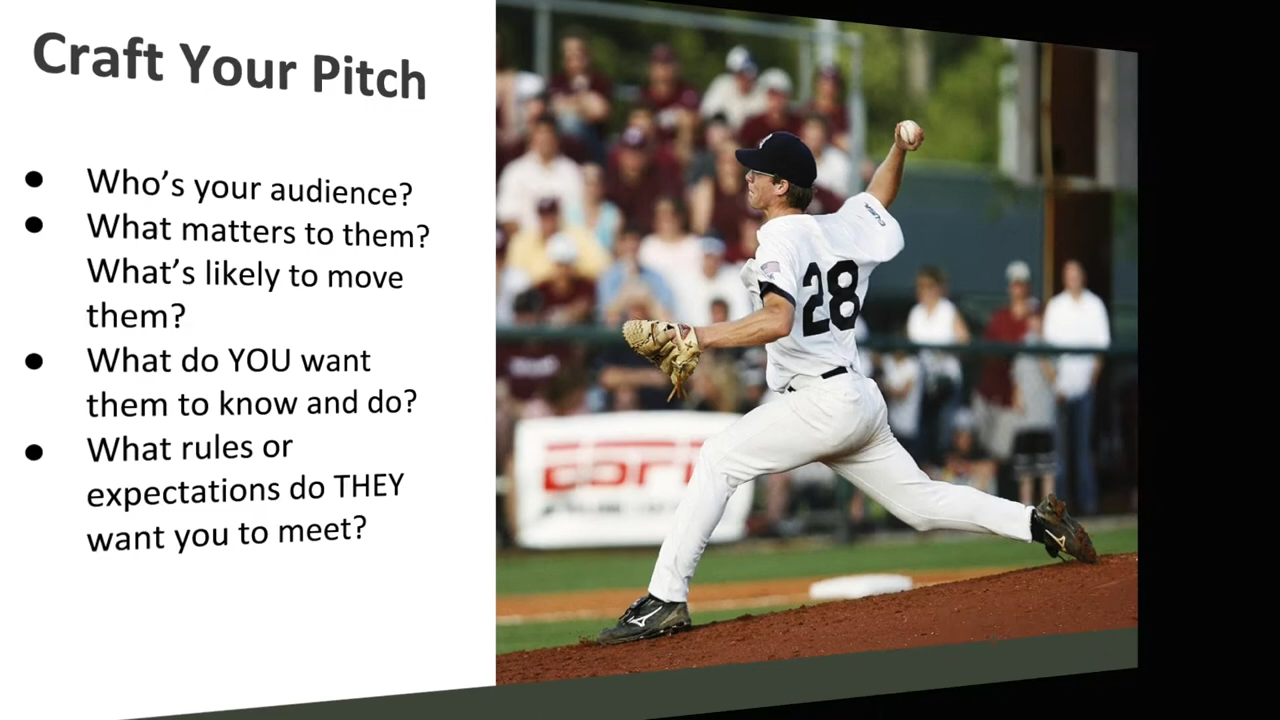 Craft Your Pitch
● Who's your audience?
● What matters to them?
What's likely to move
them?
● What do YOU want
them to know and do?
● What rules or
expectations do THEY
want you to meet?
28
ESPN